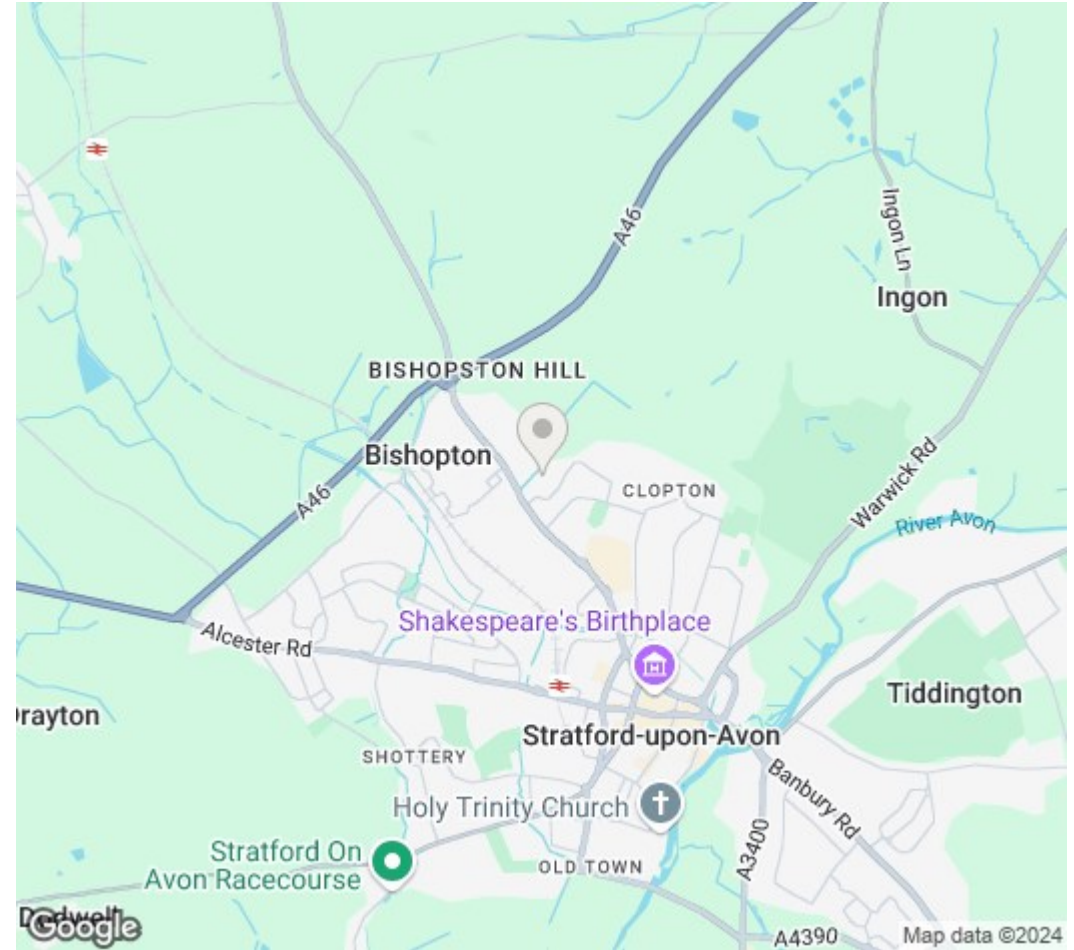 A46
Ingon Ln
Ingon
BISHOPSTON HILL
Bishopton
CLOPTON
Warwick Rd
River Avon
A46
Shakespeare's Birthplace
Alcester Rd
Tiddington
Stratford-upon-Avon
SHOTTERY
Banbury Rd
Holy Trinity Church
A3400
Stratford On
Avon Racecourse
OLD TOWN
Google
A4390
Map data ©2024